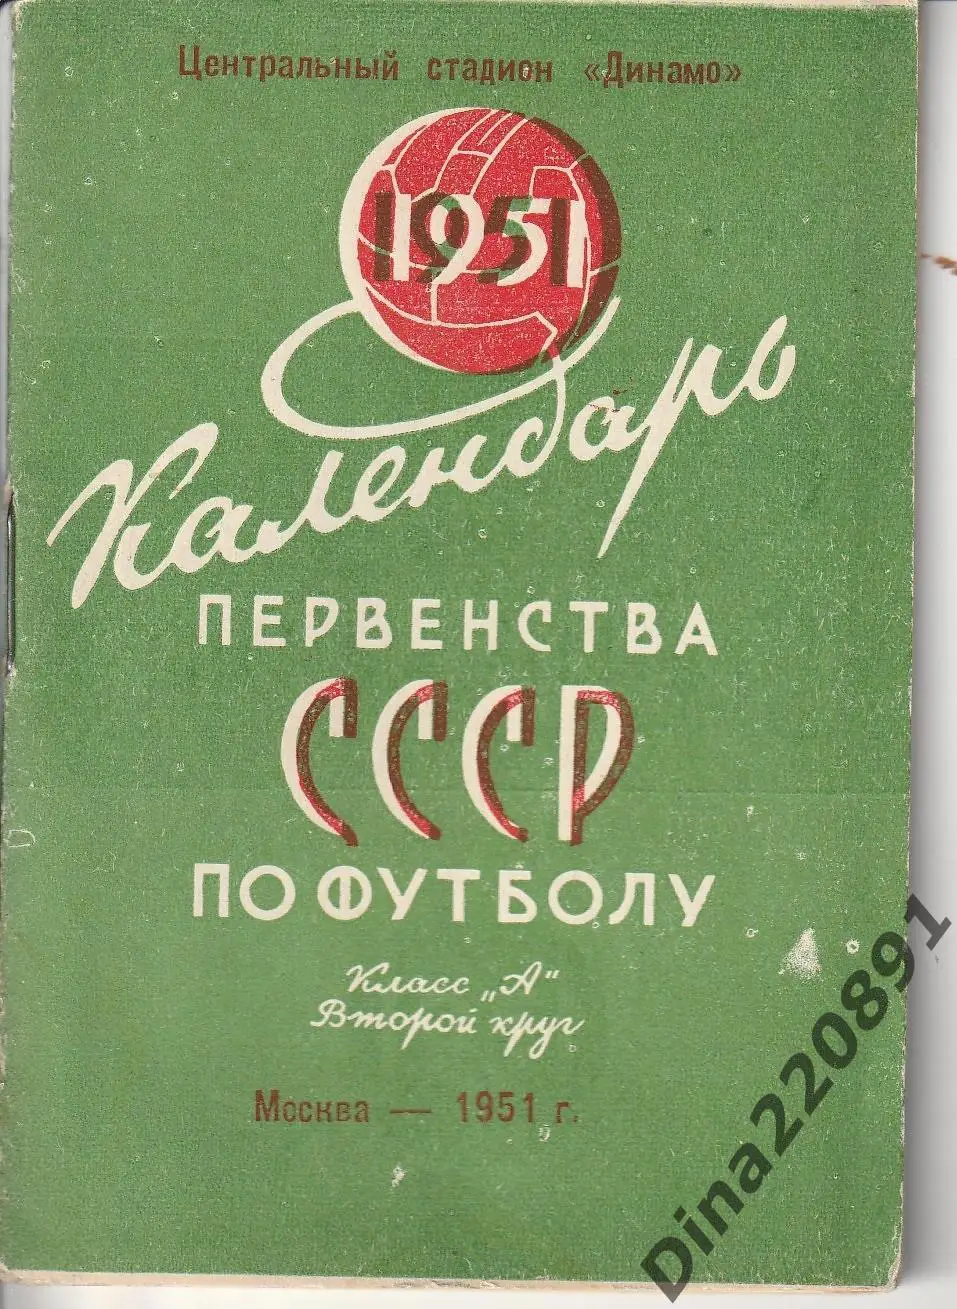 Центральный стадион «Динамо»
1951
Календарь
ПЕРВЕНСТВА
СССР
ПО ФУТБОЛУ
Класс „А"
Второй круг
Москва — 1951 г.
Dina220891